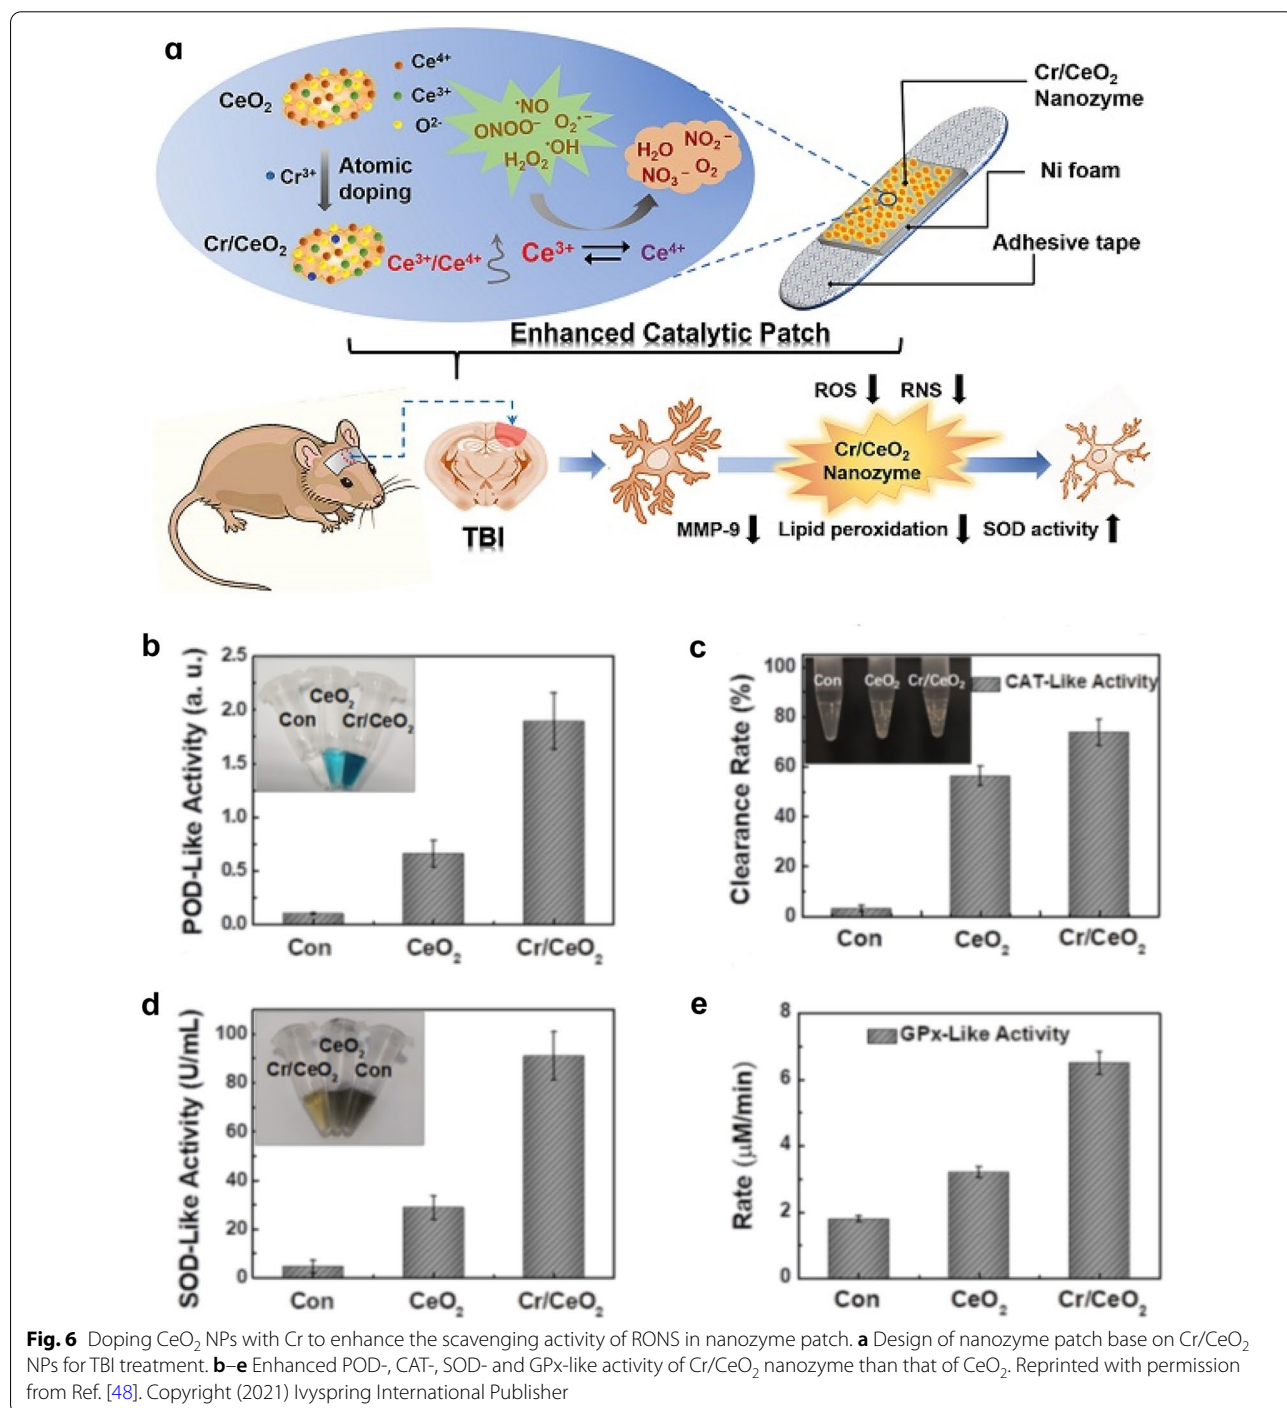 a
CeO2
Ce4+
Ce3+
O2-
Cr3+
Atomic
doping
Cr/CeO2
Ce3+/Ce4+
•NO
ONOO− O2•−
•OH
H2O2
H2O NO2−
NO3− O2
Ce3+ Ce4+
Cr/CeO2
Nanozyme
Ni foam
Adhesive tape
Enhanced Catalytic Patch
TBI
ROS RNS
Cr/CeO2
Nanozyme
MMP-9 Lipid peroxidation SOD activity
b
POD-Like Activity (a. u.)
2.5
2.0
1.5
1.0
0.5
0.0
CeO2
Con Cr/CeO2
Con CeO2 Cr/CeO2
c
Clearance Rate (%)
100
80
60
40
20
0
Con CeO2 Cr/CeO2
CAT-Like Activity
Con CeO2 Cr/CeO2
d
SOD-Like Activity (U/mL)
100
80
60
40
20
0
CeO2
Cr/CeO2 Con
Con CeO2 Cr/CeO2
e
Rate (μM/min)
8
6
4
2
0
GPx-Like Activity
Con CeO2 Cr/CeO2
Fig. 6 Doping CeO2 NPs with Cr to enhance the scavenging activity of RONS in nanozyme patch. a Design of nanozyme patch base on Cr/CeO2
NPs for TBI treatment. b–e Enhanced POD-, CAT-, SOD- and GPx-like activity of Cr/CeO2 nanozyme than that of CeO2. Reprinted with permission
from Ref. [48]. Copyright (2021) Ivyspring International Publisher